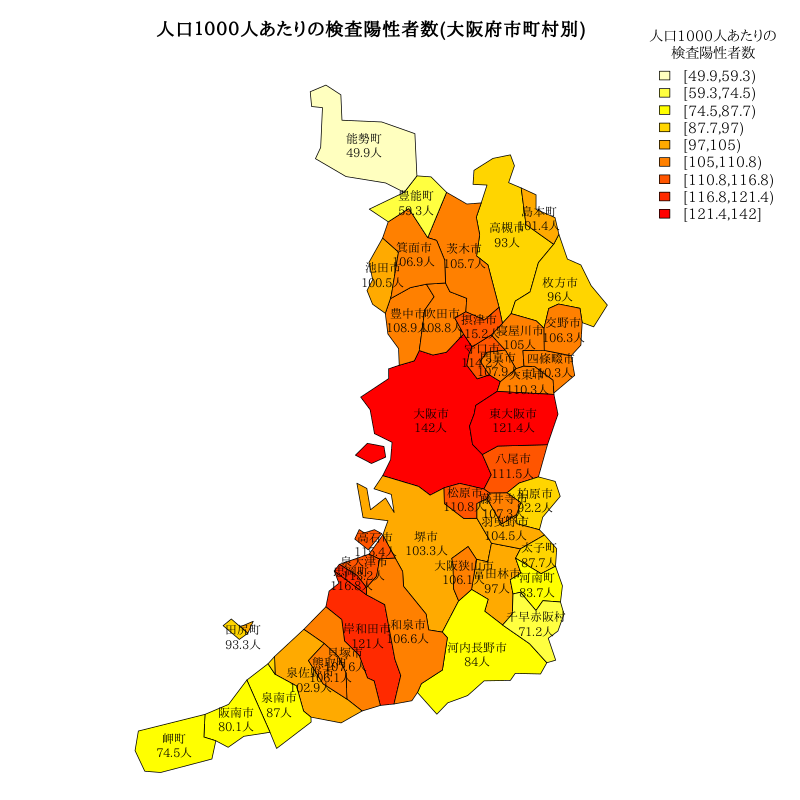 人口1000人あたりの検査陽性者数(大阪府市町村別)
人口1000人あたりの
検査陽性者数
[49.9,59.3)
[59.3,74.5)
[74.5,87.7)
[87.7,97)
[97,105)
[105,110.8)
[110.8,116.8)
[116.8,121.4)
[121.4,142]
能勢町
49.9人
豊能町
59.3人
島本町
101.4人
高槻市
93人
箕面市
106.9人
茨木市
105.7人
池田市
100.5人
枚方市
96人
豊中市
108.9人
吹田市
108.8人
摂津市
115.2人
寝屋川市
105人
交野市
106.3人
守口市
114.2人
門真市
107.9
四條畷市
110.3人
大東市
110.3人
大阪市
142人
東大阪市
121.4人
八尾市
111.5人
松原市
110.8人
藤井寺市
107.3人
柏原市
92.2人
羽曳野市
104.5人
堺市
103.3人
高石市
113.4人
太子町
87.7人
泉大津市
116.8人
大阪狭山市
106.1人
富田林市
97人
河南町
83.7人
千早赤阪村
71.2人
田尻町
93.3人
岸和田市
121人
和泉市
106.6人
貝塚市
107.6人
熊取町
106.1人
河内長野市
84人
泉佐野市
102.9人
泉南市
87人
阪南市
80.1人
岬町
74.5人